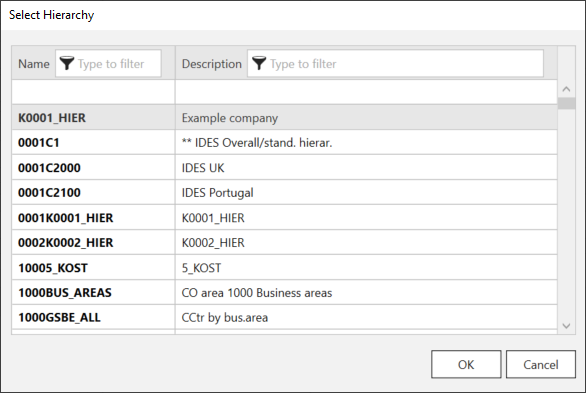 Select Hierarchy
Name Type to filter Description Type to filter
K0001_HIER Example company
0001C1 ** IDES Overall/stand. hierar.
0001C2000 IDES UK
0001C2100 IDES Portugal
0001K0001_HIER K0001_HIER
0002K0002_HIER K0002_HIER
10005_KOST 5_KOST
1000BUS_AREAS CO area 1000 Business areas
1000GSBE_ALL CCtr by bus.area
OK Cancel